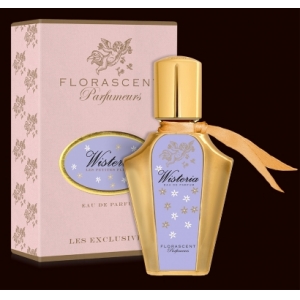 FLORASCENT
Parfumeurs
Wisteria
EAU DE PARFUM
LES EXCLUSIVES
FLORASCENT
Parfumeurs
Wisteria
EAU DE PARFUM